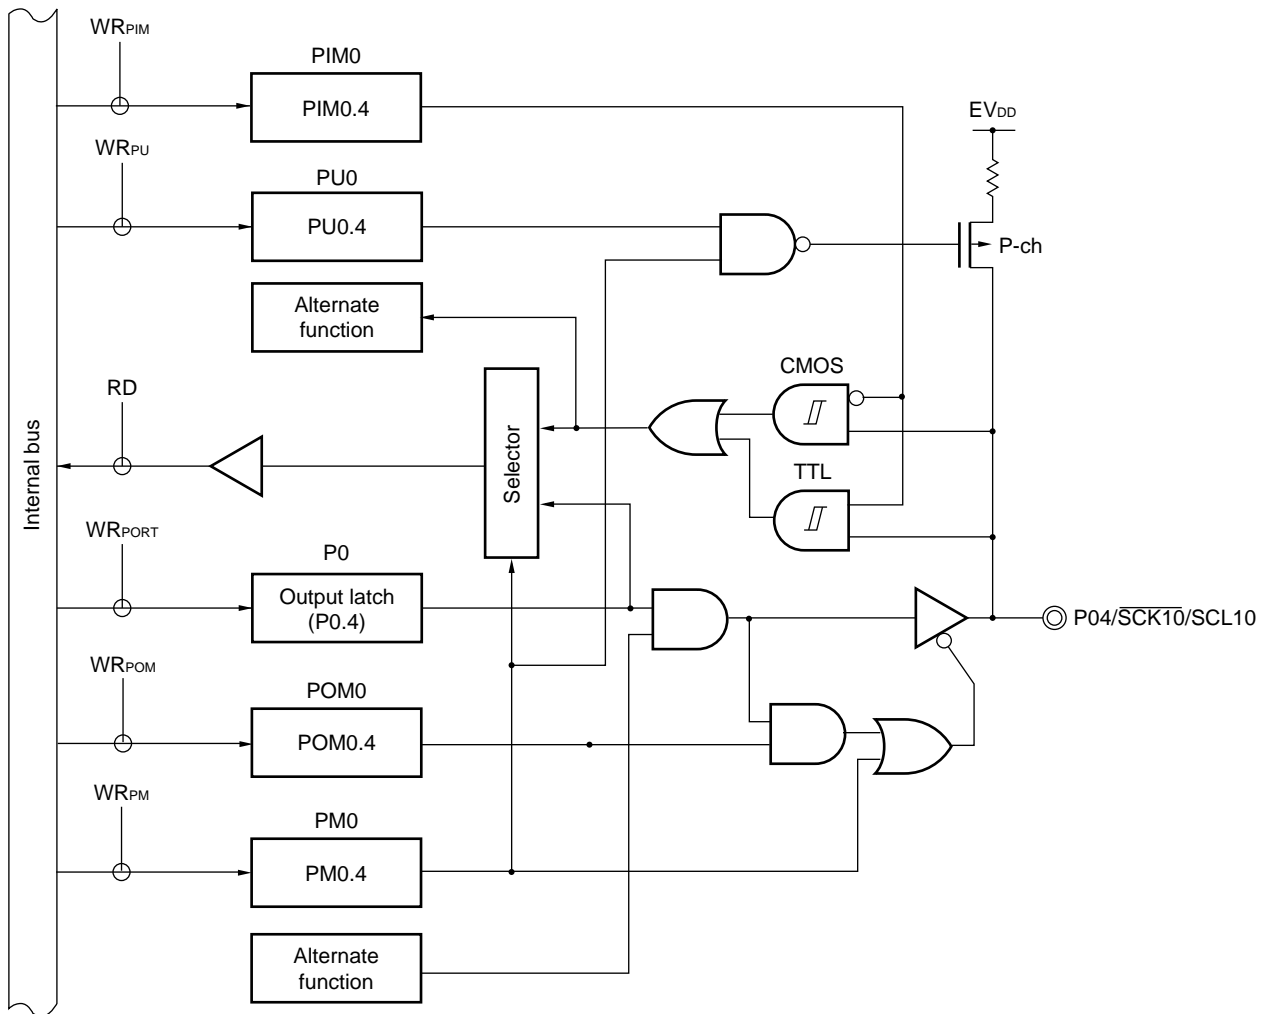 WRPIM
PIM0
PIM0.4
EVDD
WRPU
PU0
PU0.4
P-ch
Alternate
function
CMOS
RD
Selector
TTL
Internal bus
WRPORT
P0
Output latch
(P0.4)
P04/SCK10/SCL10
WRPOM
POM0
POM0.4
WRPM
PM0
PM0.4
Alternate
function